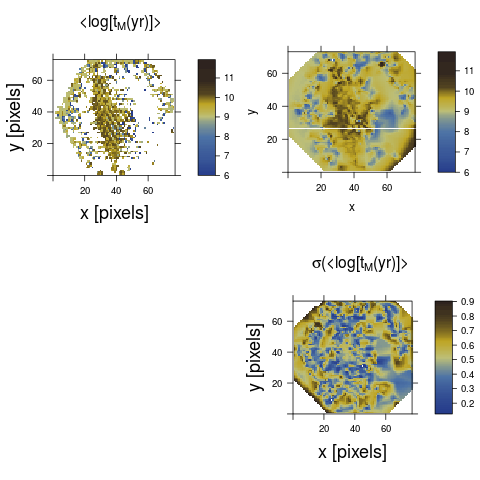 <log[t_M(yr)]>
60
40
20
20 40 60
x [pixels]
y [pixels]
11
10
9
8
7
6
60
40
20
20 40 60
x
y
11
10
9
8
7
6
σ(<log[t_M(yr)]>
60
40
20
20 40 60
x [pixels]
y [pixels]
0.9
0.8
0.7
0.6
0.5
0.4
0.3
0.2